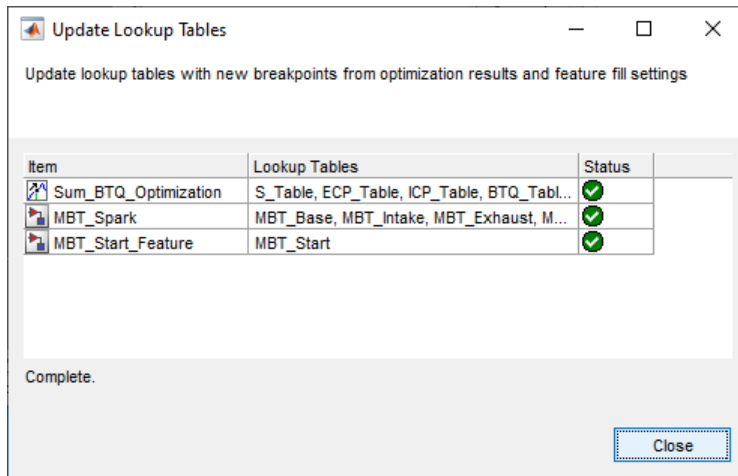 Update Lookup Tables
Update lookup tables with new breakpoints from optimization results and feature fill settings
Item Lookup Tables Status
Sum_BTQ_Optimization S_Table, ECP_Table, ICP_Table, BTQ_Tabl...
MBT_Spark MBT_Base, MBT_Intake, MBT_Exhaust, M...
MBT_Start_Feature MBT_Start
Complete.
Close